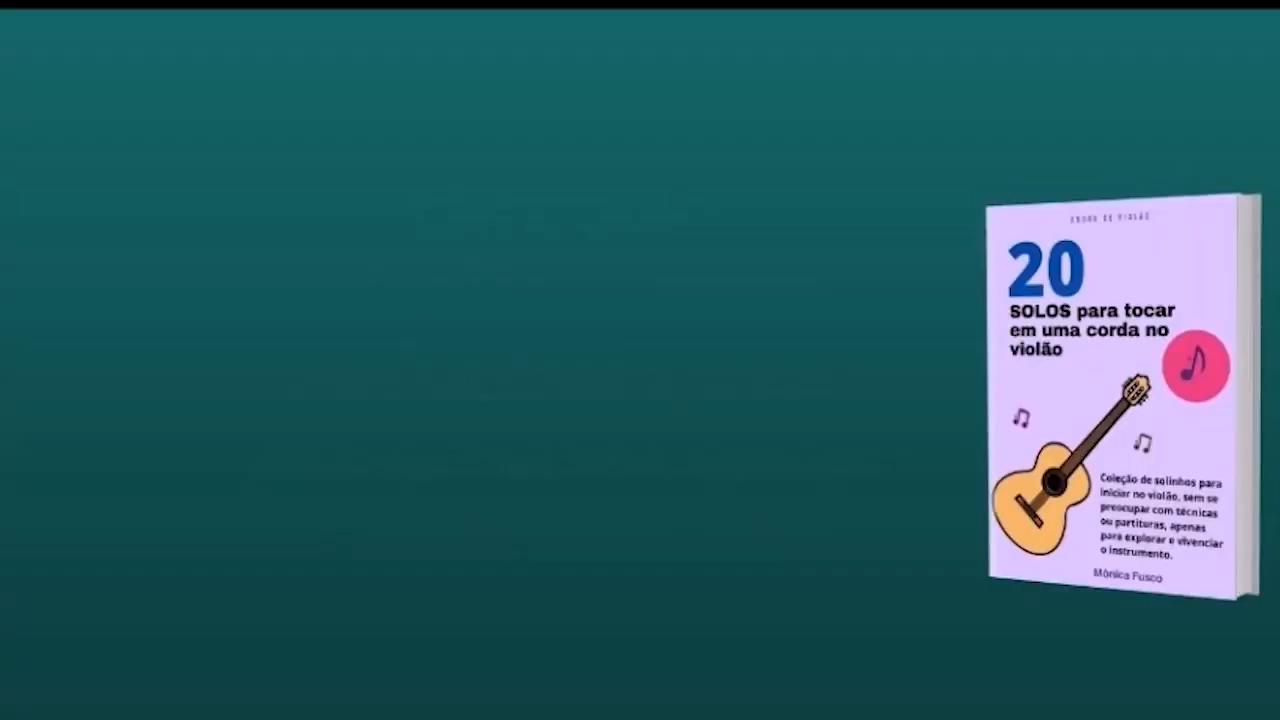 20
SOLOS para tocar
em uma corda no
violão
Coleção de solinhos para
iniciar no violão, sem se
preocupar com técnicas
ou partituras, apenas
para explorar e vivenciar
o instrumento.
Mônica Fusco